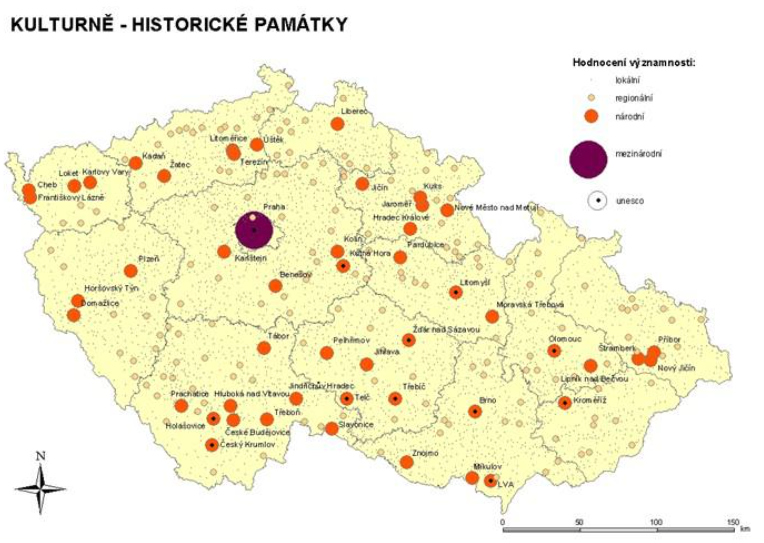 KULTURNĚ - HISTORICKÉ PAMÁTKY
Hodnocení významnosti:
lokální
regionální
národní
mezinárodní
unesco
Liberec
Litoměřice
Úštěk
Terezín
Kadaň
Žatec
Loket
Karlovy Vary
Cheb
Františkovy Lázně
Jičín
Kuks
Jaroměř
Nové Město nad Metují
Hradec Králové
Praha
Karlštejn
Kolín
Kutná Hora
Pardubice
Plzeň
Benešov
Litomyšl
Horšovský Týn
Domažlice
Moravská Třebová
Tábor
Pelhřimov
Žďár nad Sázavou
Jihlava
Olomouc
Příbor
Štramberk
Nový Jičín
Lipník nad Bečvou
Prachatice
Hluboká nad Vltavou
Jindřichův Hradec
Telč
Třebíč
Kroměříž
Brno
Holašovice
České Budějovice
Třeboň
Slavonice
Český Krumlov
Znojmo
Mikulov
LVA
N
0 50 100 150
km